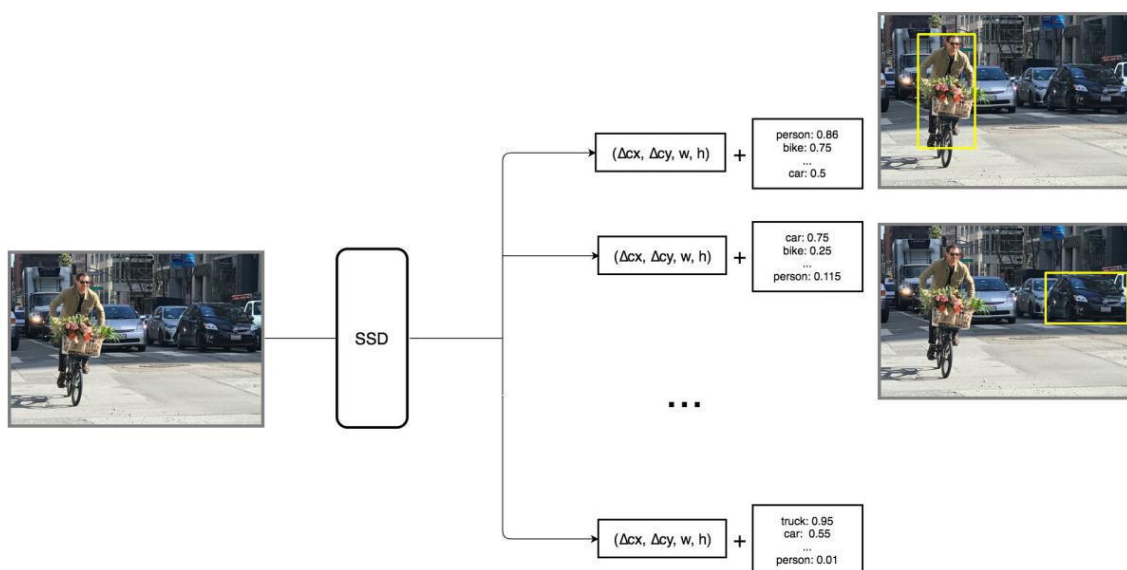 (Δcx, Δcy, w, h)
+
person: 0.86
bike: 0.75
...
car: 0.5
(Δcx, Δcy, w, h)
+
car: 0.75
bike: 0.25
...
person: 0.115
SSD
...
(Δcx, Δcy, w, h)
+
truck: 0.95
car: 0.55
...
person: 0.01